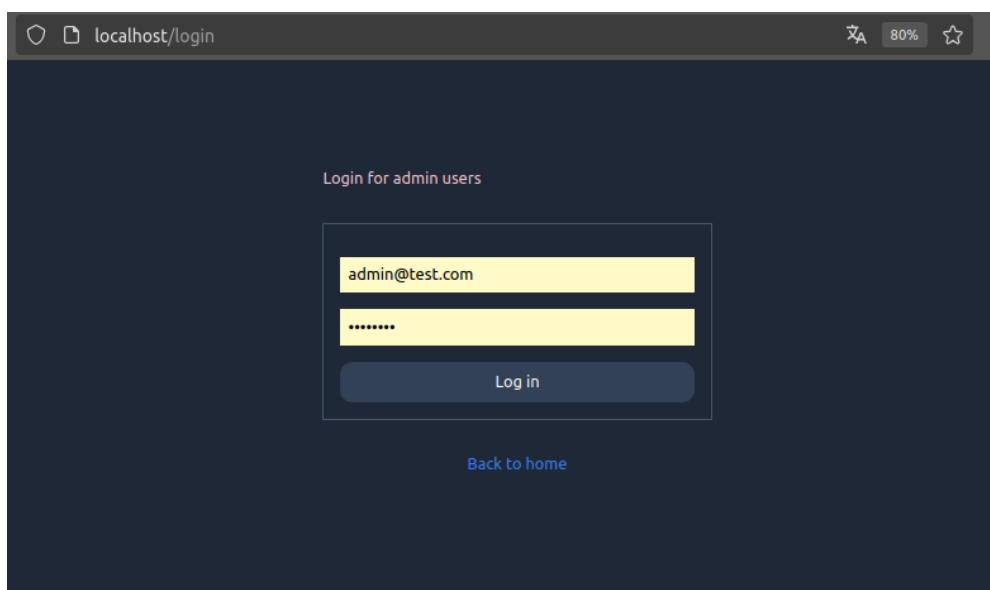 localhost/login
80%
Login for admin users
admin@test.com
••••••••
Log in
Back to home